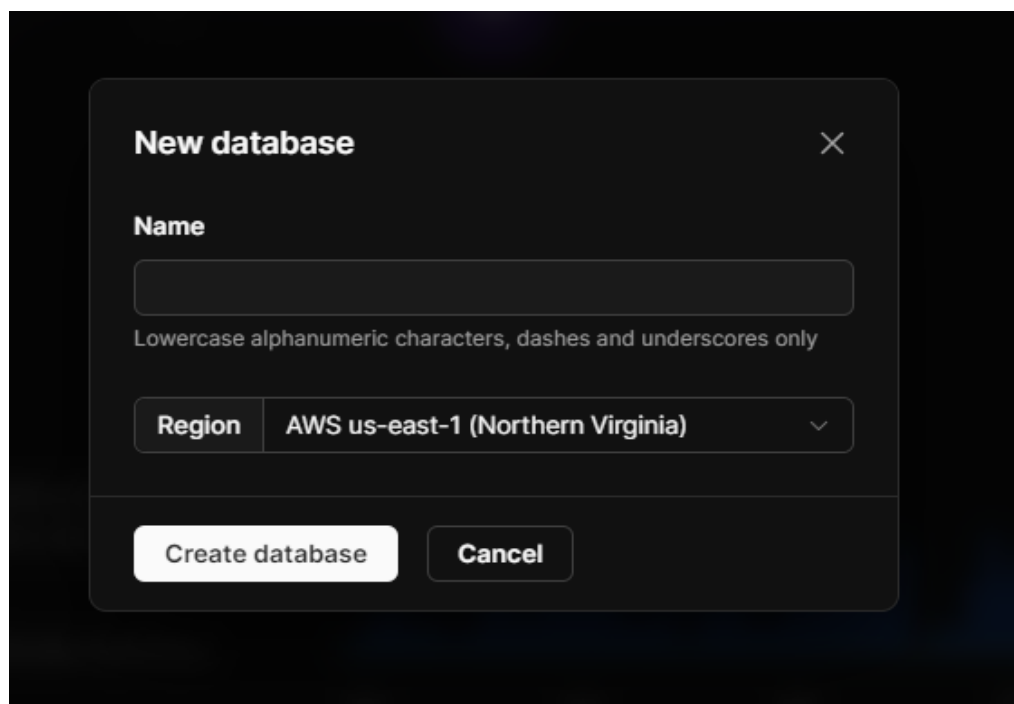 New database
Name
Lowercase alphanumeric characters, dashes and underscores only
Region AWS us-east-1 (Northern Virginia)
Create database Cancel